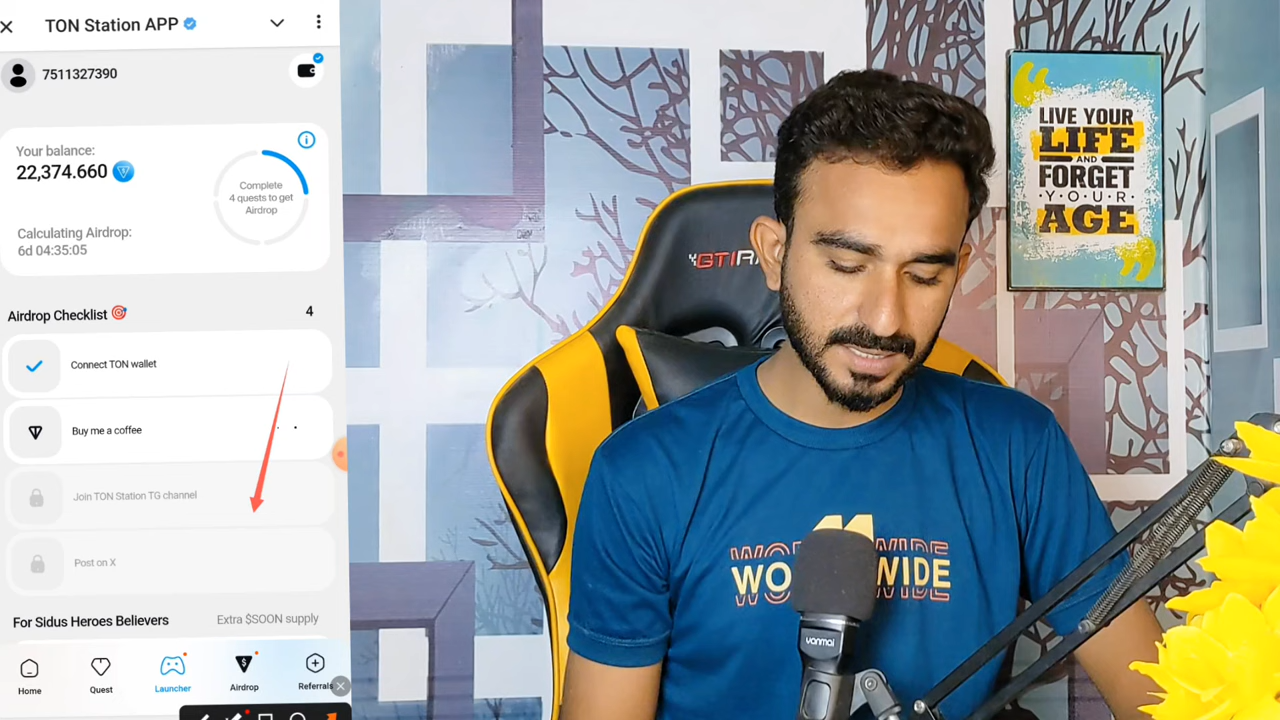 TON Station APP
7511327390
Your balance:
22,374.660
Complete
4 quests to get
Airdrop
Calculating Airdrop:
6d 04:35:05
Airdrop Checklist
4
Connect TON wallet
Buy me a coffee
Join TON Station TG channel
Post on X
For Sidus Heroes Believers
Extra $SOON supply
Home
Quest
Launcher
Airdrop
Referrals
LIVE YOUR
LIFE
AND
FORGET
YOUR
AGE
vanmai